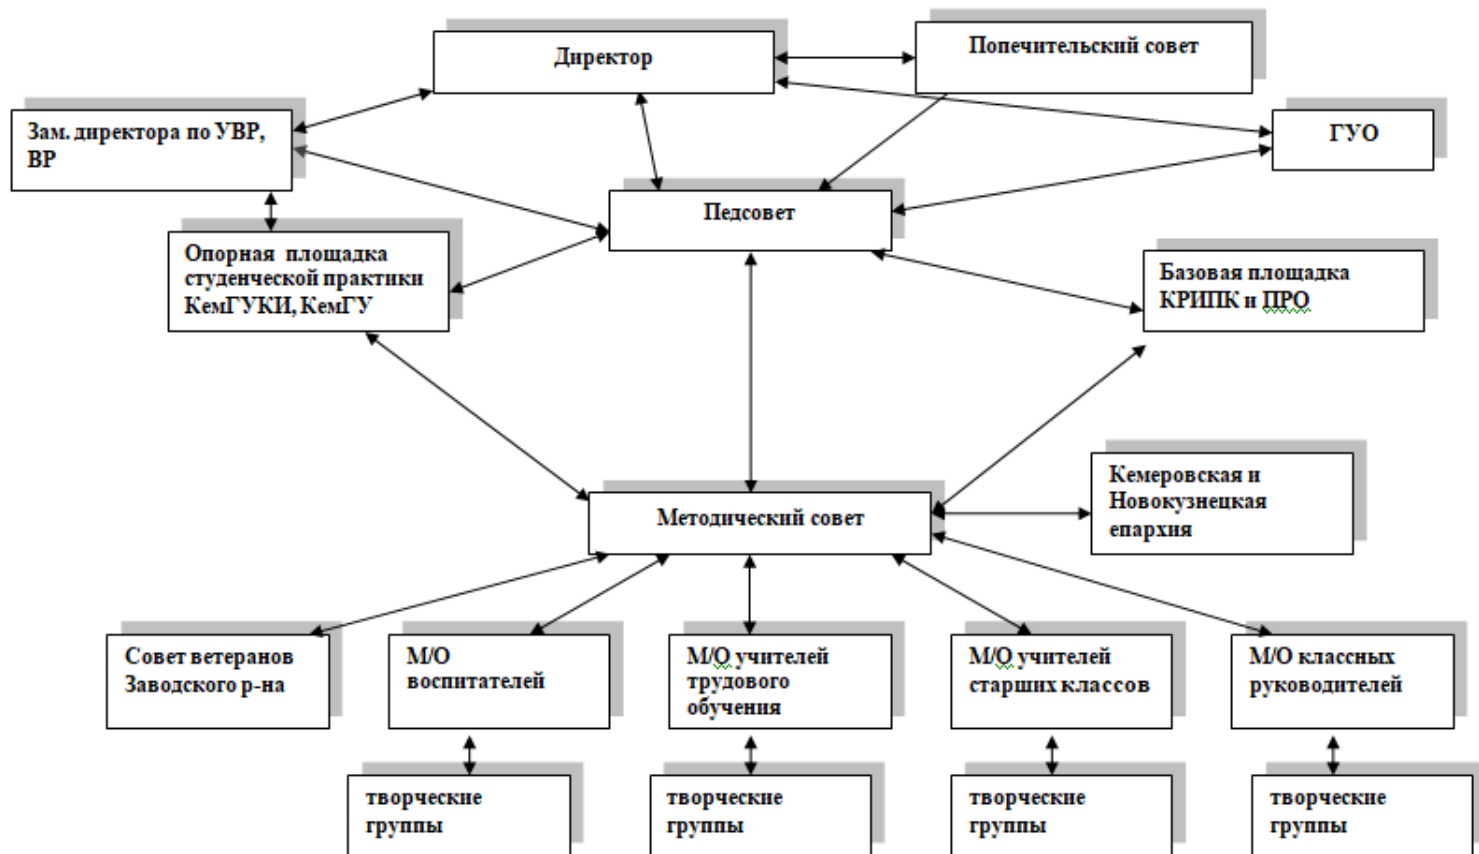 Директор
Попечительский совет
Зам. директора по УВР,
ВР
ГУО
Педсовет
Опорная площадка
студенческой практики
КемГУКИ, КемГУ
Базовая площадка
КРИПК и ПРО
Кемеровская и
Новокузнецкая
епархия
Методический совет
Совет ветеранов
Заводского р-на
М/О
воспитателей
М/О учителей
трудового
обучения
М/О учителей
старших классов
М/О классных
руководителей
творческие
группы
творческие
группы
творческие
группы
творческие
группы